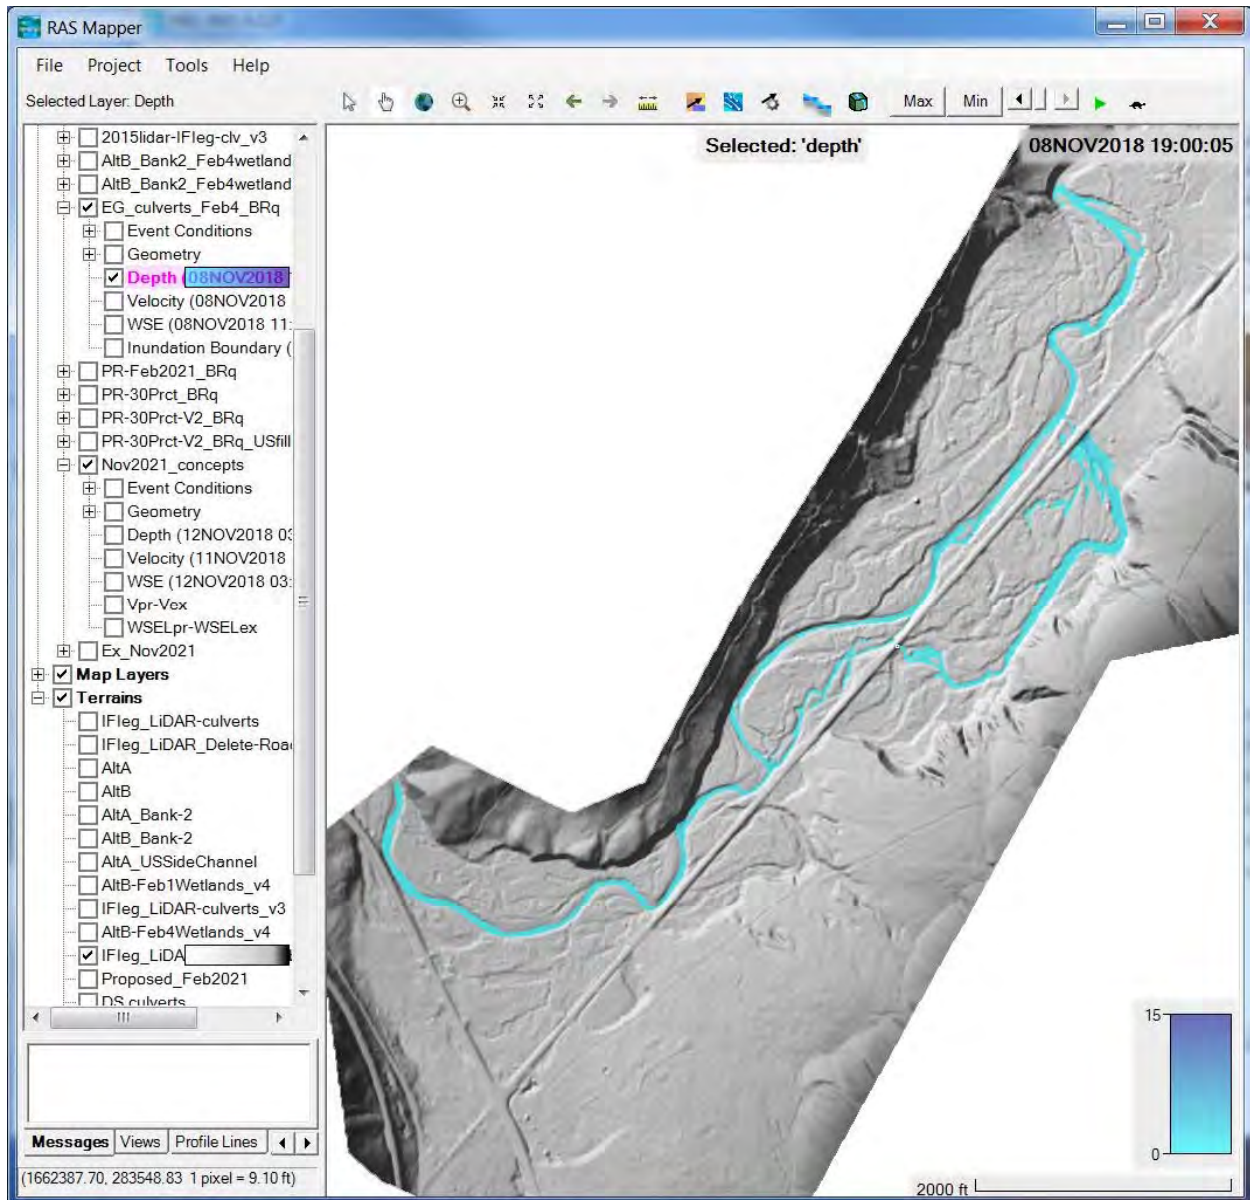 RAS Mapper
File Project Tools Help
Selected Layer: Depth
Max Min
2015lidar-IFleg-clv_v3
AltB_Bank2_Feb4wetland
AltB_Bank2_Feb4wetland
EG_culverts_Feb4_BRq
Event Conditions
Geometry
Depth (08NOV2018
Velocity (08NOV2018
WSE (08NOV2018 11:
Inundation Boundary (
PR-Feb2021_BRq
PR-30Prct_BRq
PR-30Prct-V2_BRq
PR-30Prct-V2_BRq_USfill
Nov2021_concepts
Event Conditions
Geometry
Depth (12NOV2018 03:
Velocity (11NOV2018
WSE (12NOV2018 03:
Vpr-Vex
WSELpr-WSELex
Ex_Nov2021
Map Layers
Terrains
IFleg_LiDAR-culverts
IFleg_LiDAR_Delete-Roa
AltA
AltB
AltA_Bank-2
AltB_Bank-2
AltA_USSideChannel
AltB-Feb1Wetlands_v4
IFleg_LiDAR-culverts_v3
AltB-Feb4Wetlands_v4
IFleg_LiDA
Proposed_Feb2021
DS culverts
Messages Views Profile Lines
(1662387.70, 283548.83 1 pixel = 9.10 ft)
Selected: 'depth'
08NOV2018 19:00:05
15
0
2000 ft